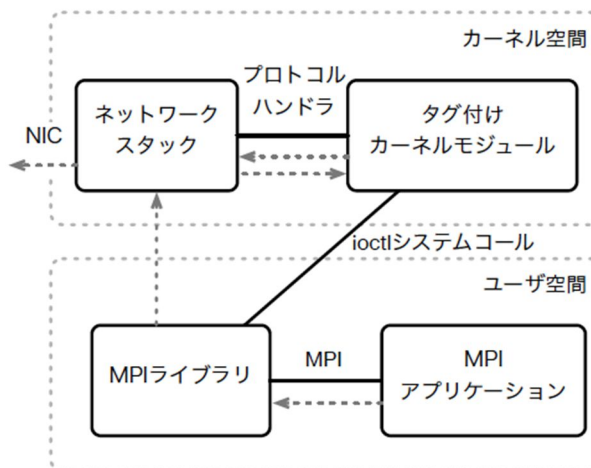 カーネル空間
プロトコル
ハンドラ
ネットワーク
スタック
タグ付け
カーネルモジュール
NIC
ioctlシステムコール
ユーザ空間
MPIライブラリ
MPI
MPI
アプリケーション